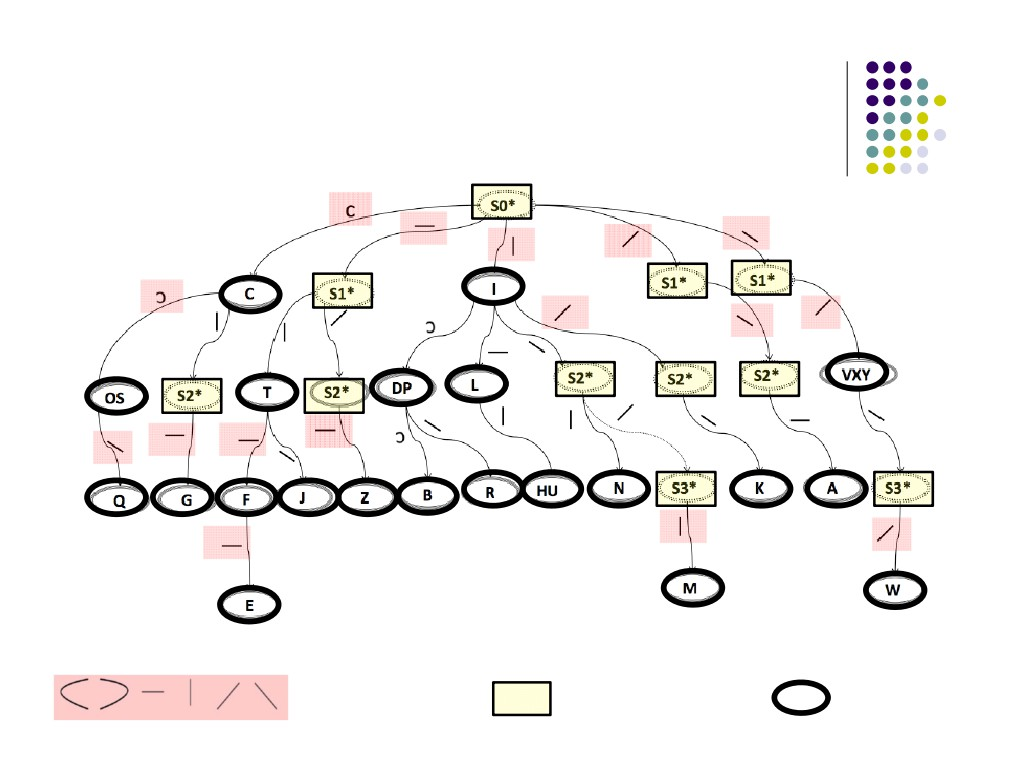 S0*
C
— | / \
C S1* I S1* S1*
ɔ | | / ɔ — \ / \ /
OS S2* T S2* DP L S2* S2* S2* VXY
\ — — \ — ɔ \ | | / \ — \
Q G F J Z B R HU N S3* K A S3*
— | /
E M W
( ) — | / \